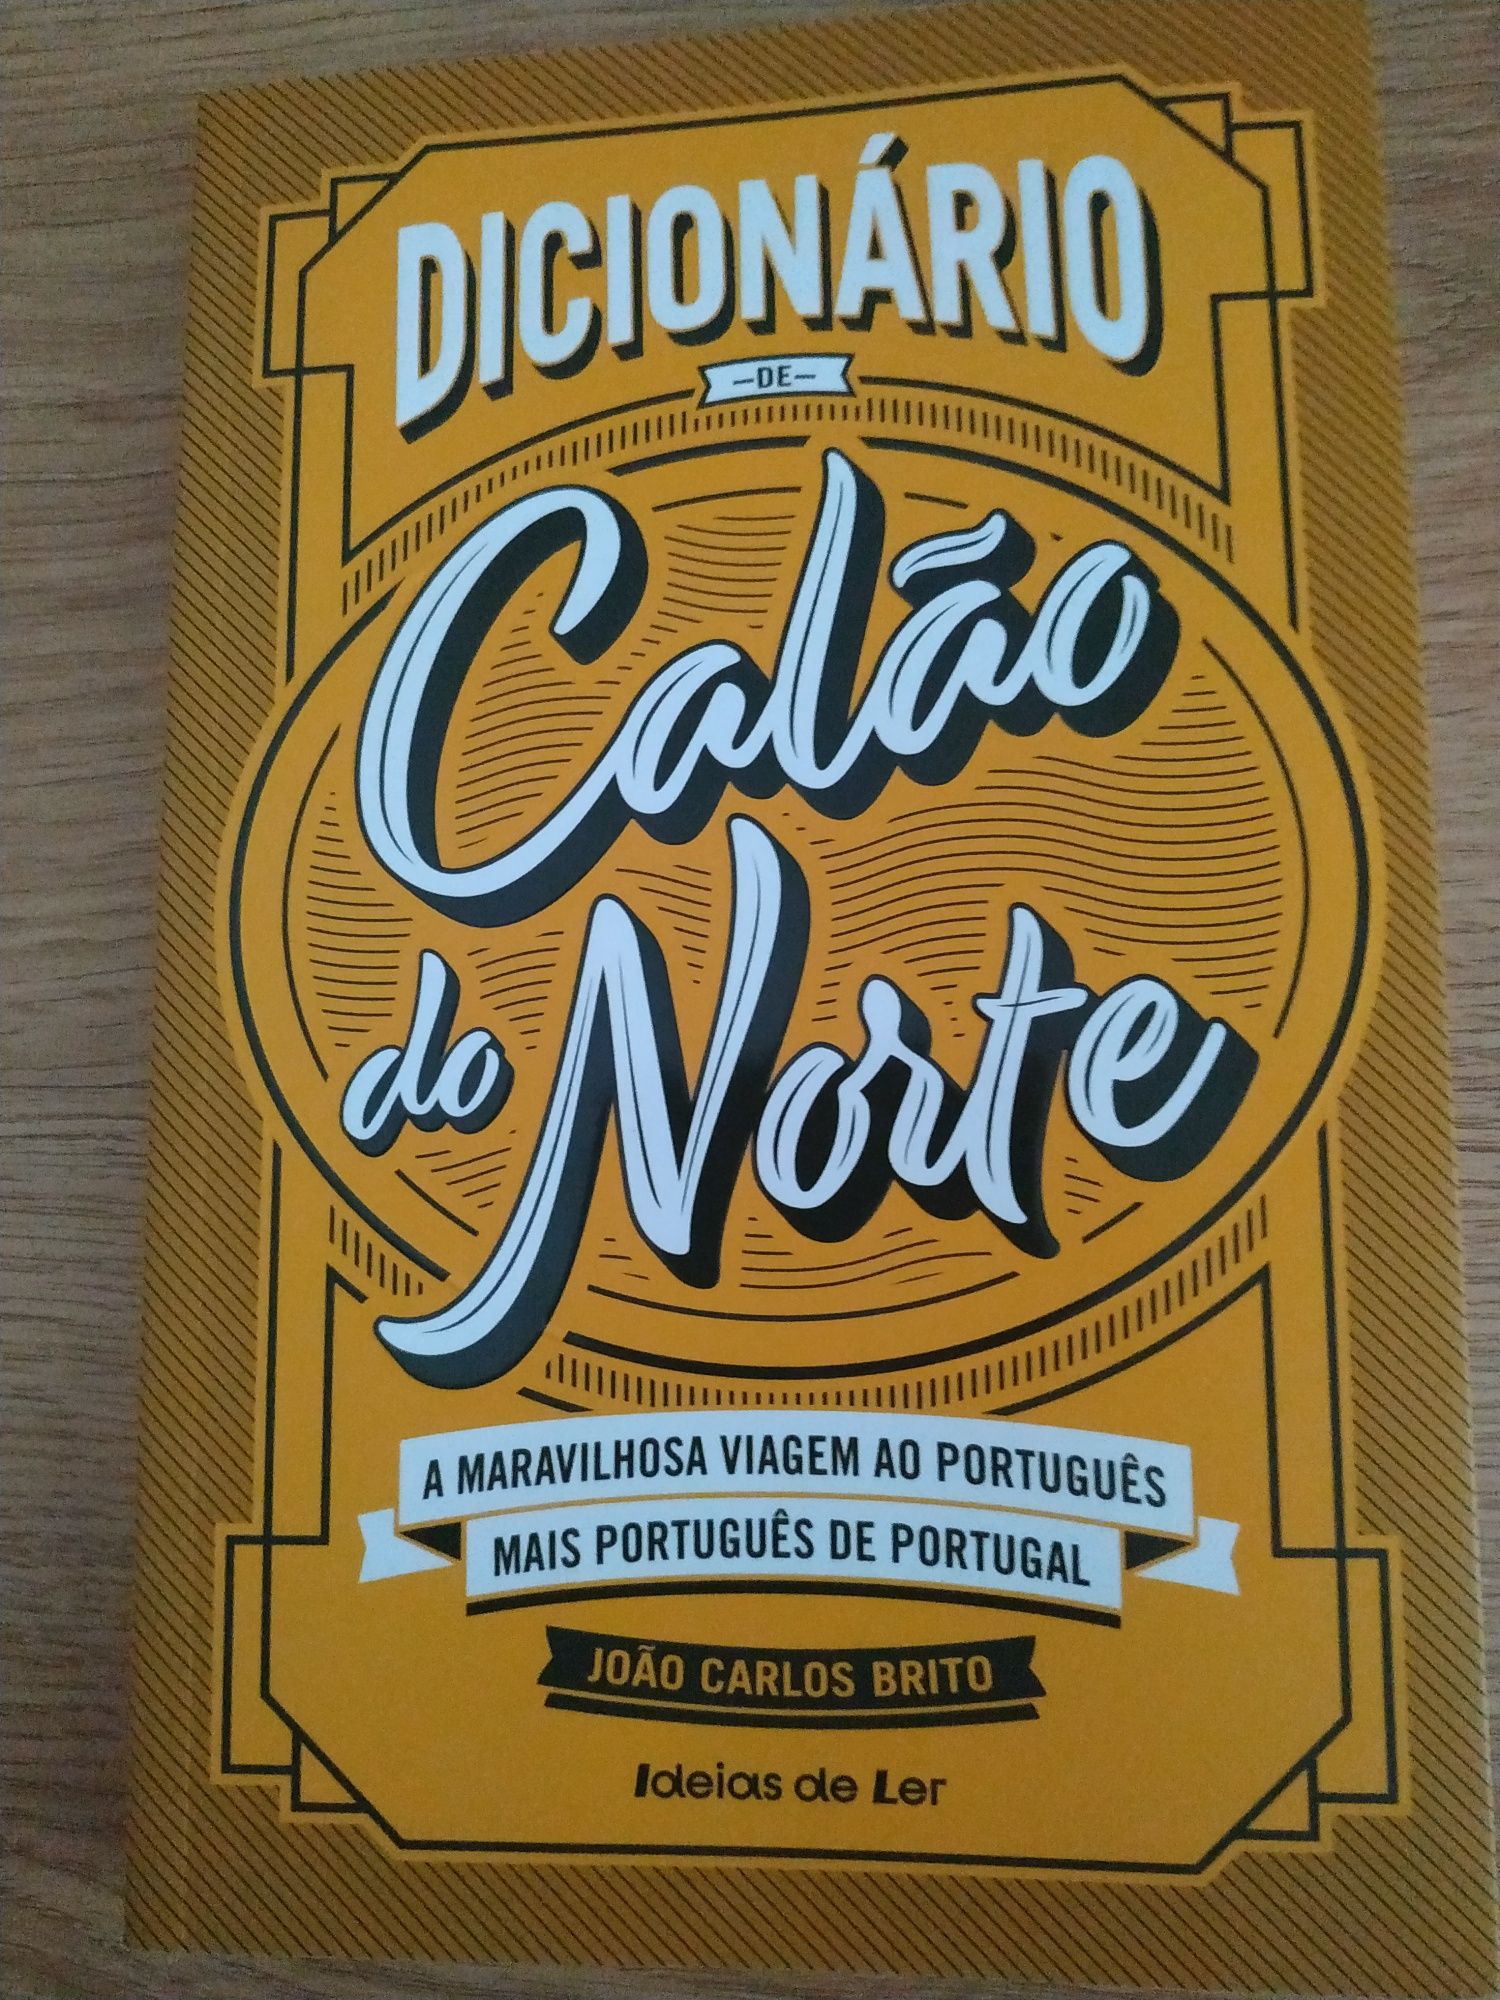 DICIONÁRIO
–DE–
Calão
do Norte
A MARAVILHOSA VIAGEM AO PORTUGUÊS
MAIS PORTUGUÊS DE PORTUGAL
JOÃO CARLOS BRITO
Ideias de Ler